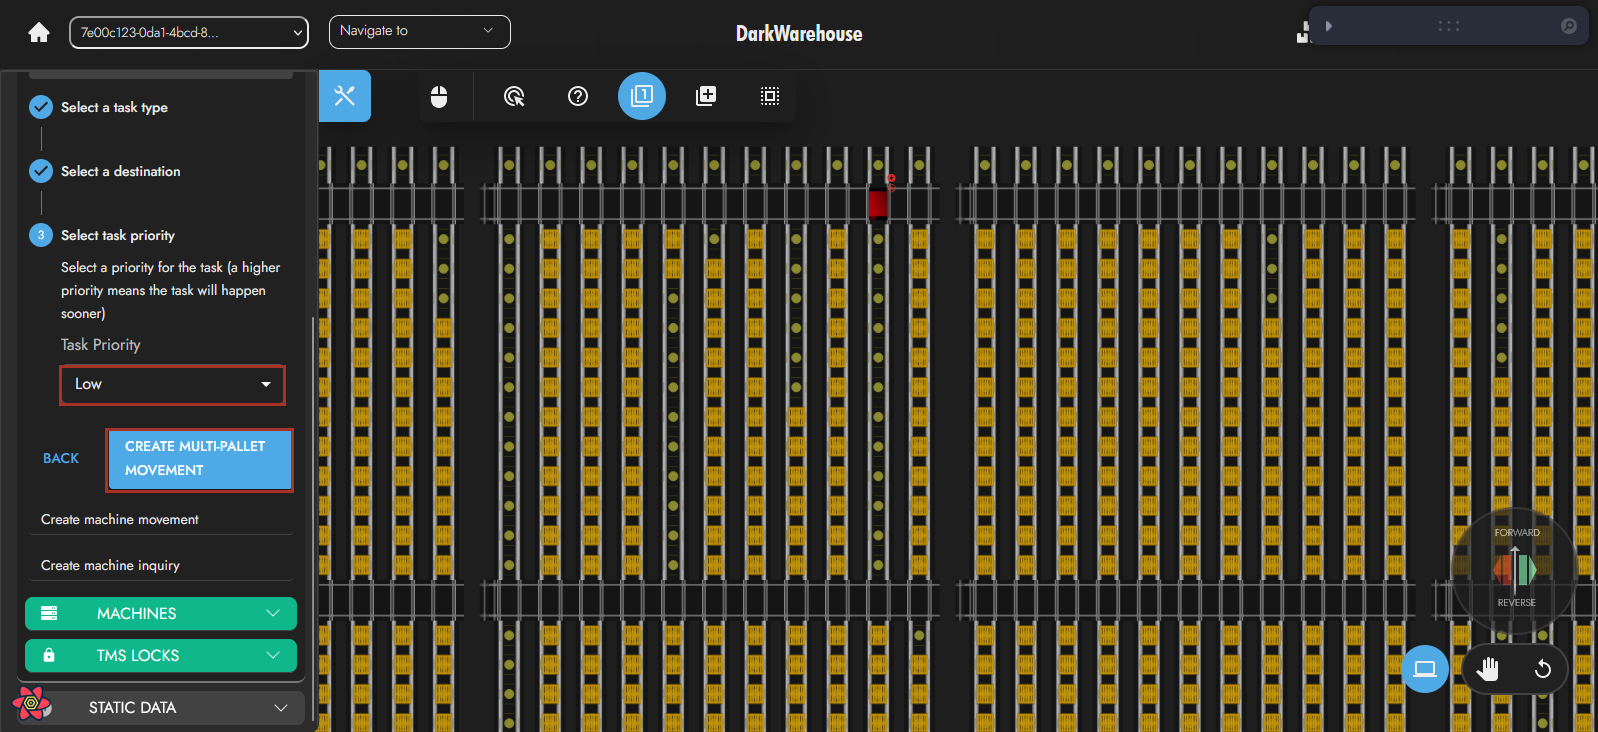 7e00c123-0da1-4bcd-8...
Navigate to
DarkWarehouse
Select a task type
Select a destination
3 Select task priority
Select a priority for the task (a higher
priority means the task will happen
sooner)
Task Priority
Low
BACK
CREATE MULTI-PALLET
MOVEMENT
Create machine movement
Create machine inquiry
MACHINES
TMS LOCKS
STATIC DATA
1
FORWARD
REVERSE